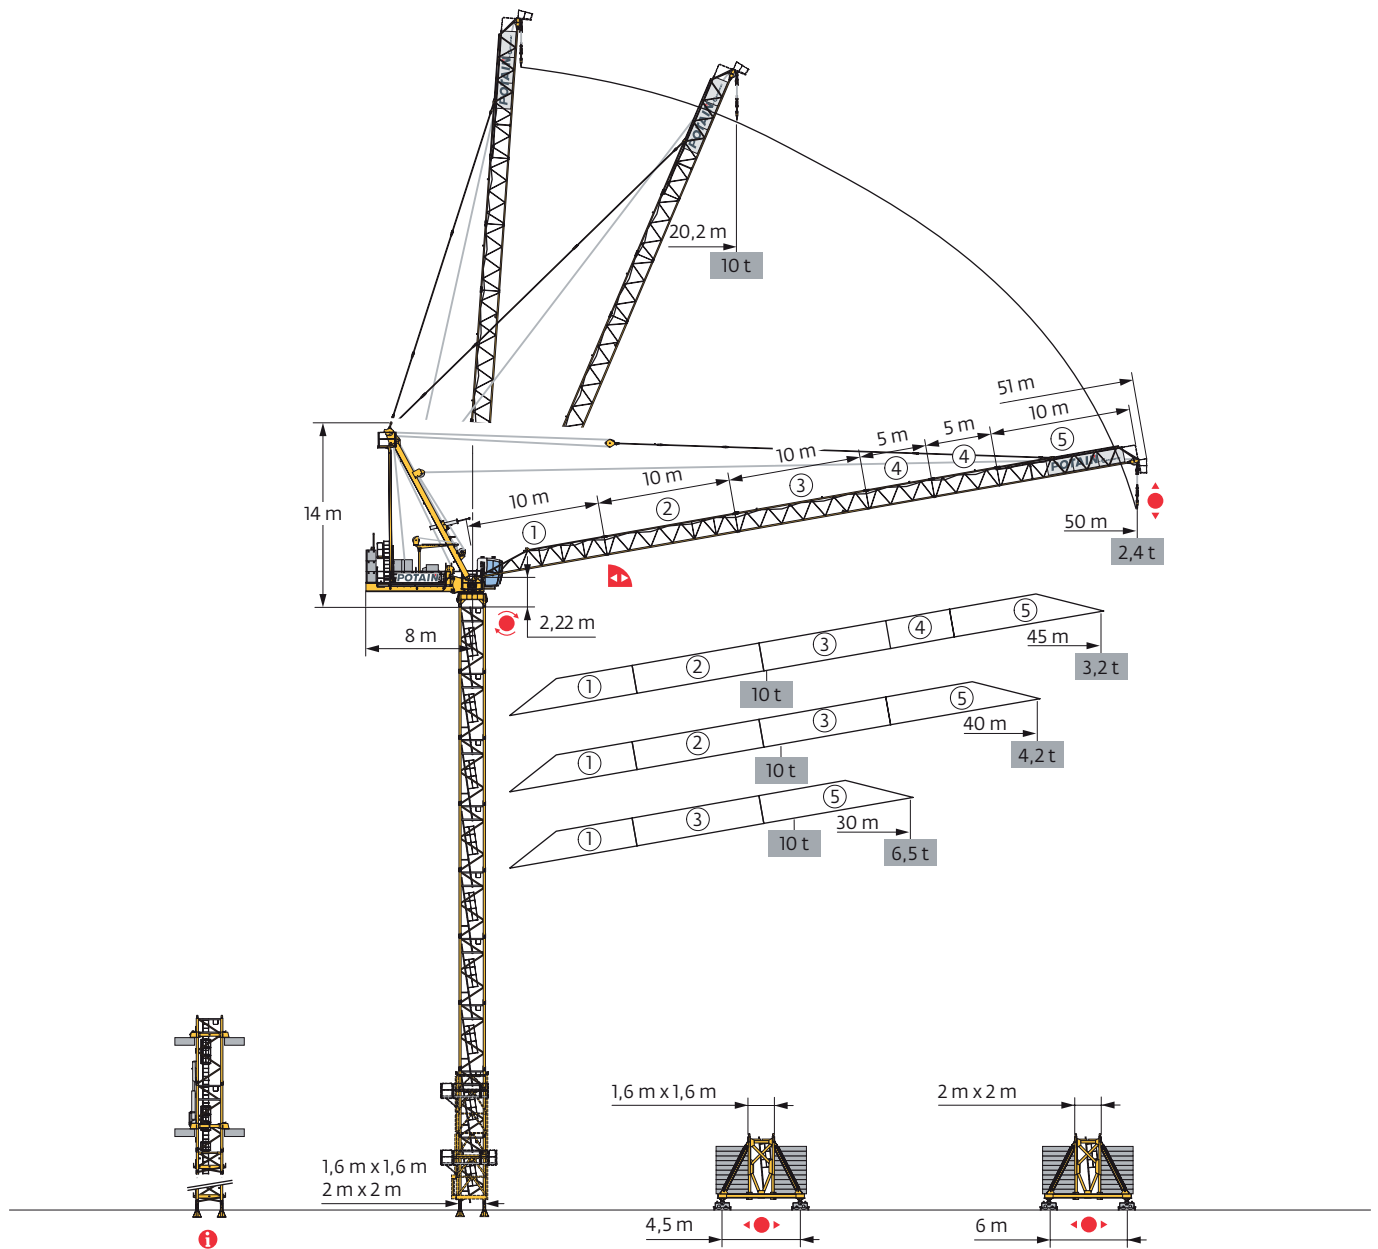 POTAIN
POTAIN
20,2 m
10 t
51 m
10 m
5 m
5 m
10 m
10 m
10 m
⑤
④
④
③
②
①
POTAIN
14 m
50 m
2,4 t
POTAIN
2,22 m
8 m
① ② ③ ④ ⑤
45 m
3,2 t
10 t
① ② ③ ⑤
40 m
4,2 t
10 t
① ③ ⑤
30 m
6,5 t
10 t
1,6 m x 1,6 m
2 m x 2 m
1,6 m x 1,6 m
2 m x 2 m
4,5 m
6 m
i